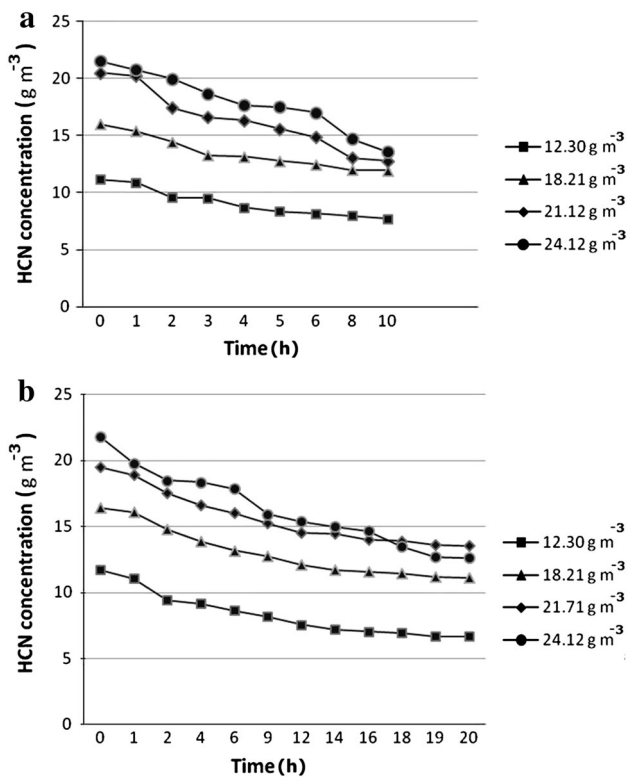 a
HCN concentration (g m⁻³)
25
20
15
10
5
0
0 1 2 3 4 5 6 8 10
Time (h)
12.30 g m⁻³
18.21 g m⁻³
21.12 g m⁻³
24.12 g m⁻³
b
HCN concentration (g m⁻³)
25
20
15
10
5
0
0 1 2 4 6 9 12 14 16 18 19 20
Time (h)
12.30 g m⁻³
18.21 g m⁻³
21.71 g m⁻³
24.12 g m⁻³